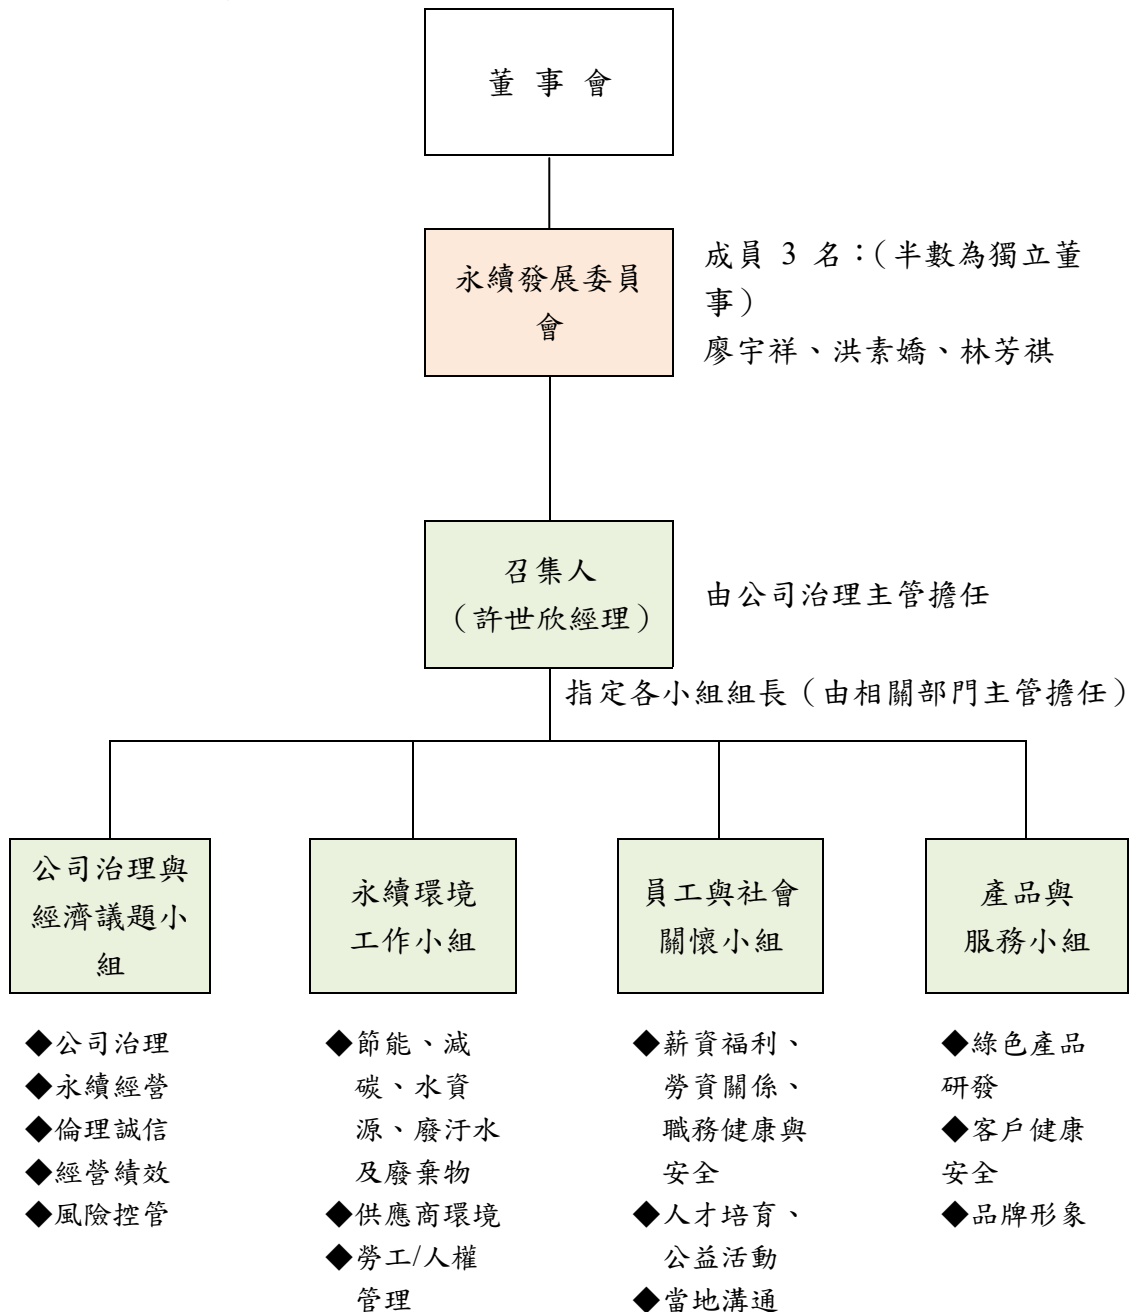 董 事 會
永續發展委員
會
成員 3 名：（半數為獨立董
事）
廖宇祥、洪素嬌、林芳祺
召集人
（許世欣經理）
由公司治理主管擔任
指定各小組組長（由相關部門主管擔任）
公司治理與
經濟議題小
組
永續環境
工作小組
員工與社會
關懷小組
產品與
服務小組
◆公司治理
◆永續經營
◆倫理誠信
◆經營績效
◆風險控管
◆節能、減
碳、水資
源、廢汙水
及廢棄物
◆供應商環境
◆勞工/人權
管理
◆薪資福利、
勞資關係、
職務健康與
安全
◆人才培育、
公益活動
◆當地溝通
◆綠色產品
研發
◆客戶健康
安全
◆品牌形象